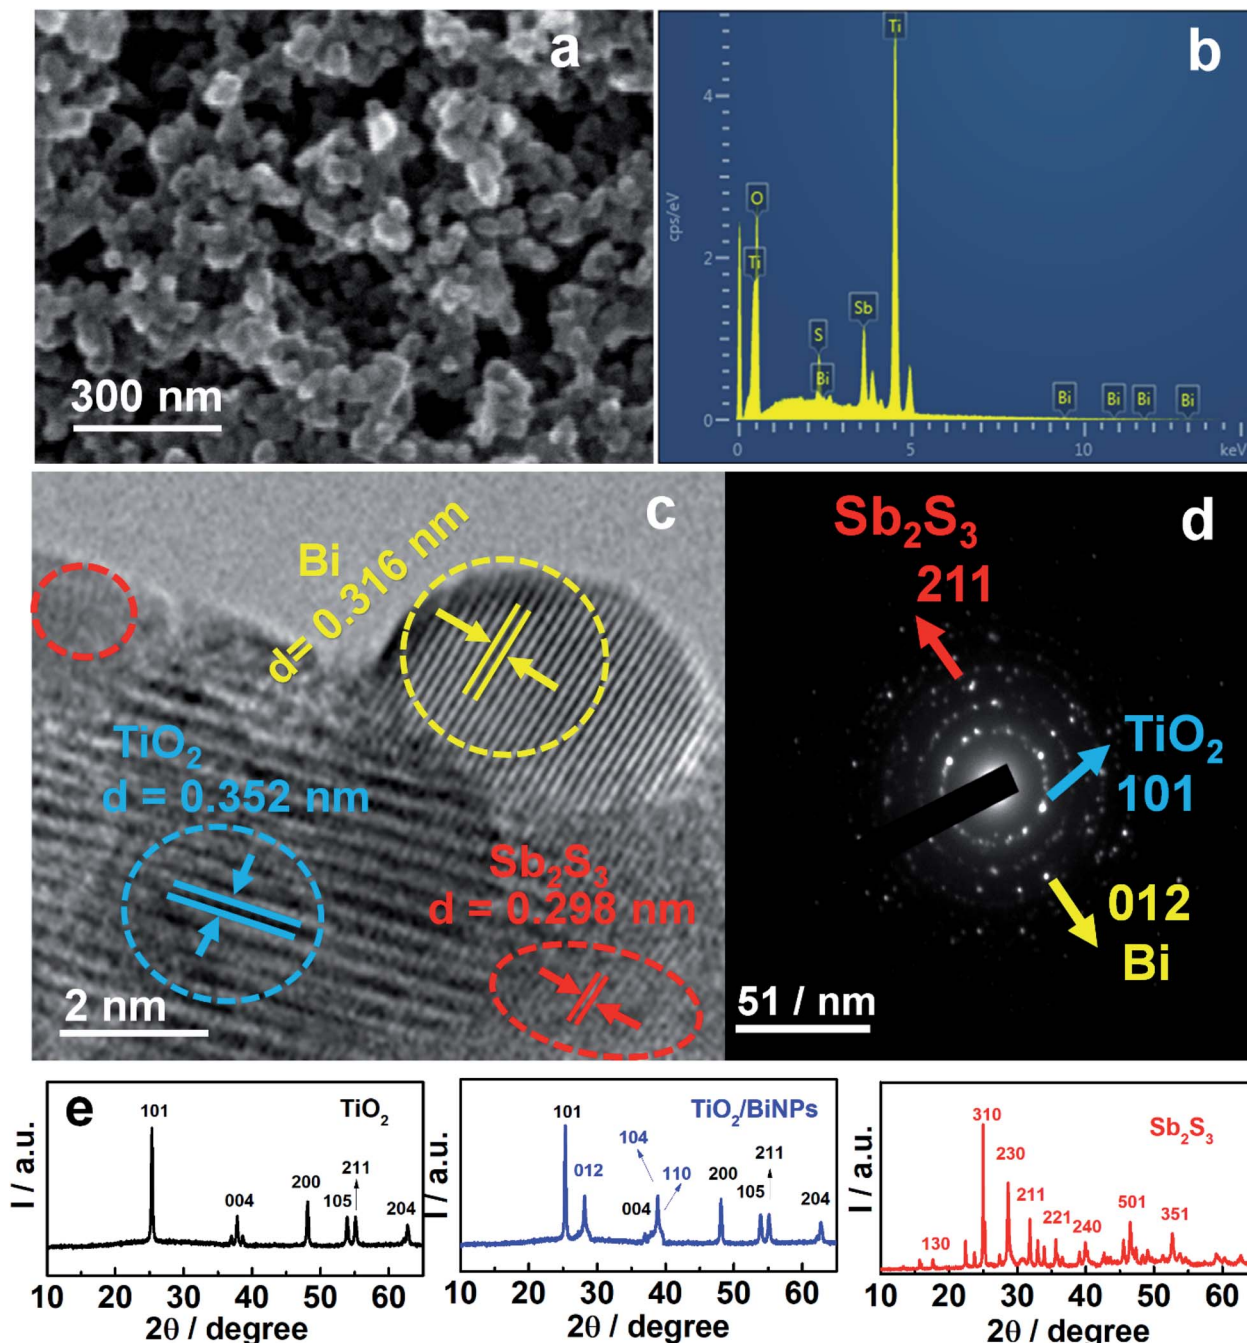 a
300 nm
b
cps/eV
4
2
0
Ti
O
Ti
S
Bi
Sb
Bi
Bi
Bi
Bi
0
5
10
keV
c
Bi
d= 0.316 nm
TiO₂
d = 0.352 nm
Sb₂S₃
d = 0.298 nm
2 nm
d
Sb₂S₃
211
TiO₂
101
012
Bi
51 / nm
e
TiO₂
I / a.u.
101
004
200
105
211
204
10 20 30 40 50 60
2θ / degree
TiO₂/BiNPs
I / a.u.
101
012
104
110
004
200
105
211
204
10 20 30 40 50 60
2θ / degree
Sb₂S₃
I / a.u.
130
310
230
211
221
240
501
351
10 20 30 40 50 60
2θ / degree